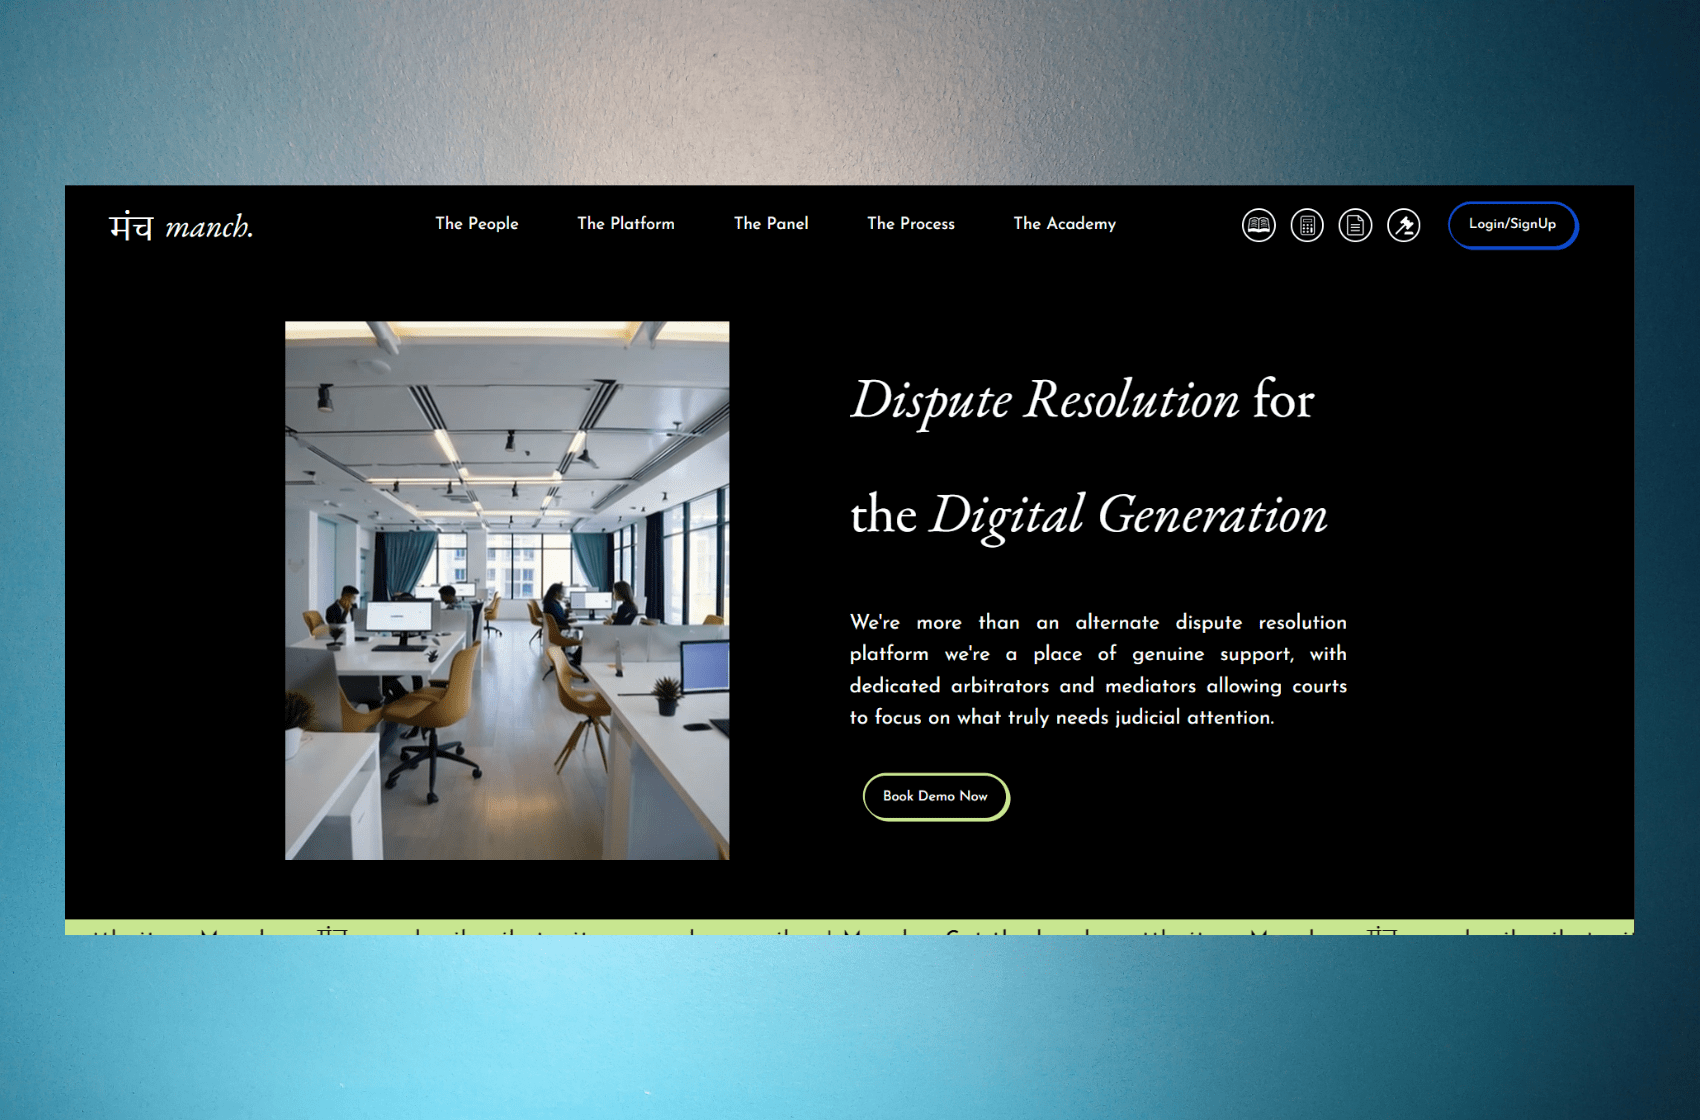 मंच manch.
The People
The Platform
The Panel
The Process
The Academy
Login/SignUp
Dispute Resolution for
the Digital Generation
We're more than an alternate dispute resolution
platform we're a place of genuine support, with
dedicated arbitrators and mediators allowing courts
to focus on what truly needs judicial attention.
Book Demo Now